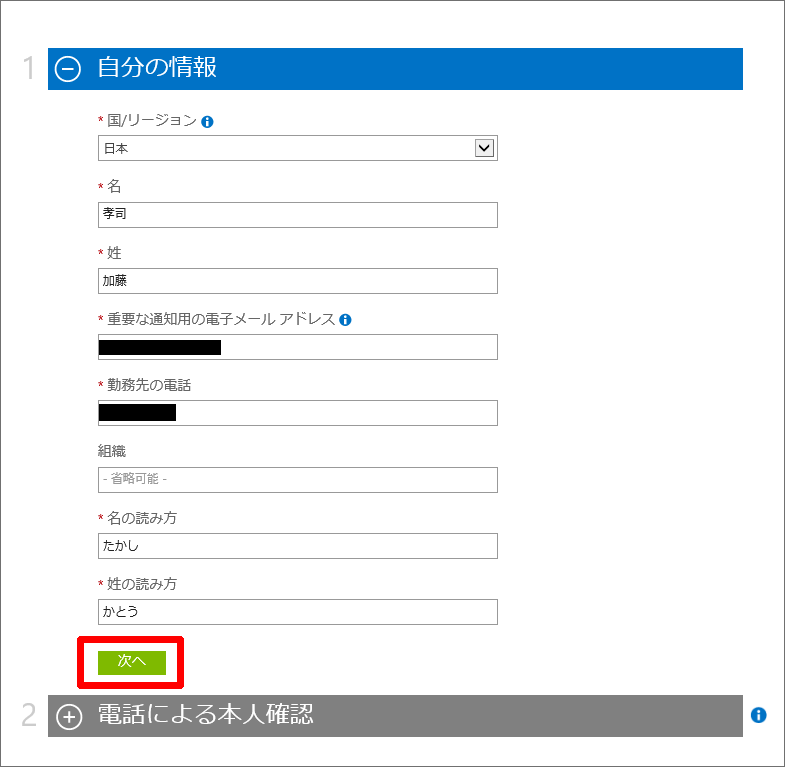 1 自分の情報
* 国/リージョン
日本
* 名
孝司
* 姓
加藤
* 重要な通知用の電子メール アドレス
* 勤務先の電話
組織
- 省略可能 -
* 名の読み方
たかし
* 姓の読み方
かとう
次へ
2 電話による本人確認